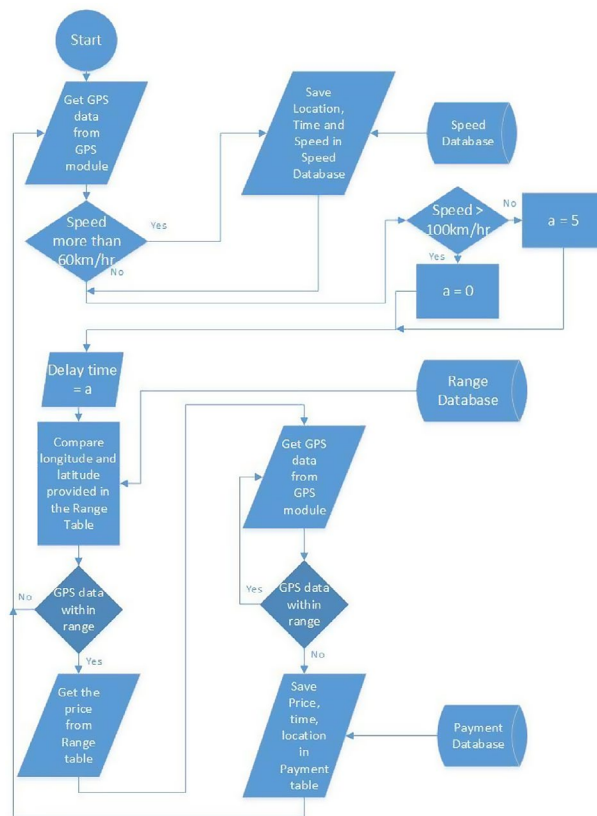 Start
Get GPS
data
from
GPS
module
Save
Location,
Time and
Speed in
Speed
Database
Speed
Database
Speed
more than
60km/hr
Yes
No
Speed >
100km/hr
No
Yes
a = 5
a = 0
Delay time
= a
Range
Database
Compare
longitude and
latitude
provided in
the Range
Table
Get GPS
data
from
GPS
module
GPS data
within
range
No
Yes
GPS data
within
range
Yes
No
Get the
price
from
Range
table
Save
Price,
time,
location
in
Payment
table
Payment
Database